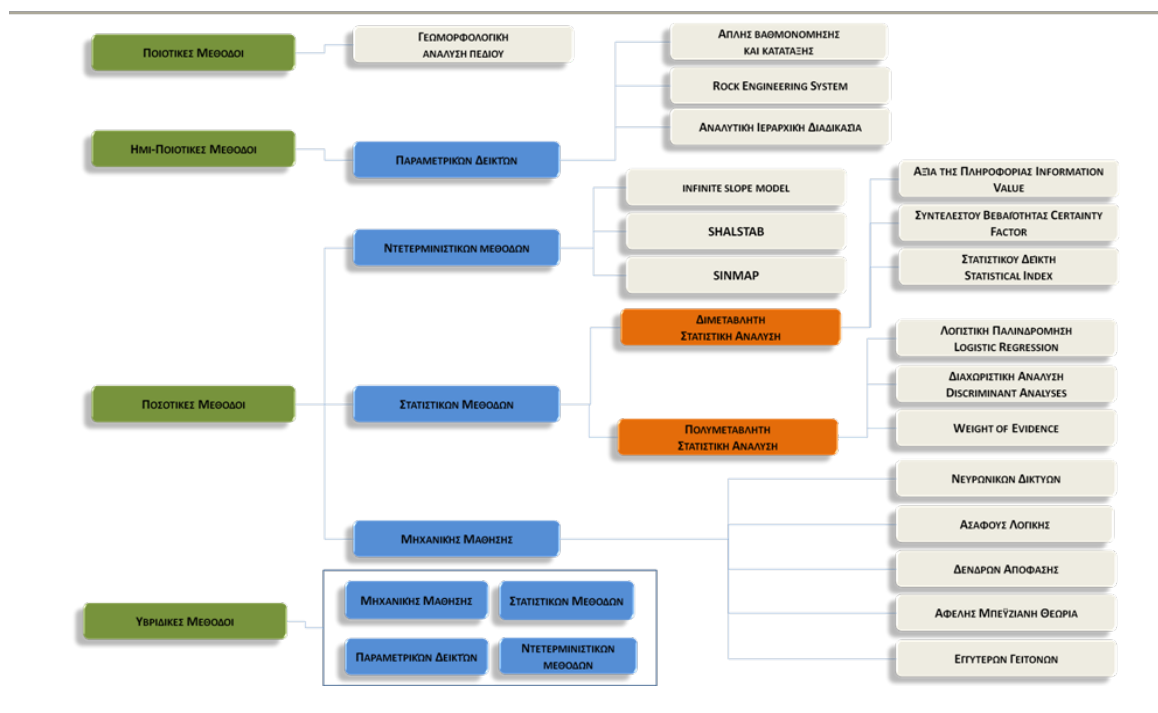 ΠΟΙΟΤΙΚΕΣ ΜΕΘΟΔΟΙ
ΓΕΩΜΟΡΦΟΛΟΓΙΚΗ
ΑΝΑΛΥΣΗ ΠΕΔΙΟΥ
ΗΜΙ-ΠΟΙΟΤΙΚΕΣ ΜΕΘΟΔΟΙ
ΠΑΡΑΜΕΤΡΙΚΩΝ ΔΕΙΚΤΩΝ
ΑΠΛΗΣ ΒΑΘΜΟΝΟΜΗΣΗΣ
ΚΑΙ ΚΑΤΑΤΑΞΗΣ
ROCK ENGINEERING SYSTEM
ΑΝΑΛΥΤΙΚΗ ΙΕΡΑΡΧΙΚΗ ΔΙΑΔΙΚΑΣΙΑ
ΠΟΣΟΤΙΚΕΣ ΜΕΘΟΔΟΙ
ΝΤΕΤΕΡΜΙΝΙΣΤΙΚΩΝ ΜΕΘΟΔΩΝ
INFINITE SLOPE MODEL
SHALSTAB
SINMAP
ΣΤΑΤΙΣΤΙΚΩΝ ΜΕΘΟΔΩΝ
ΔΙΜΕΤΑΒΛΗΤΗ
ΣΤΑΤΙΣΤΙΚΗ ΑΝΑΛΥΣΗ
ΑΞΙΑ ΤΗΣ ΠΛΗΡΟΦΟΡΙΑΣ INFORMATION
VALUE
ΣΥΝΤΕΛΕΣΤΟΥ ΒΕΒΑΙΌΤΗΤΑΣ CERTAINTY
FACTOR
ΣΤΑΤΙΣΤΙΚΟΥ ΔΕΙΚΤΗ
STATISTICAL INDEX
ΠΟΛΥΜΕΤΑΒΛΗΤΗ
ΣΤΑΤΙΣΤΙΚΗ ΑΝΑΛΥΣΗ
ΛΟΓΙΣΤΙΚΗ ΠΑΛΙΝΔΡΟΜΗΣΗ
LOGISTIC REGRESSION
ΔΙΑΧΩΡΙΣΤΙΚΗ ΑΝΑΛΥΣΗ
DISCRIMINANT ANALYSES
WEIGHT OF EVIDENCE
ΜΗΧΑΝΙΚΗΣ ΜΑΘΗΣΗΣ
ΝΕΥΡΩΝΙΚΩΝ ΔΙΚΤΥΩΝ
ΑΣΑΦΟΥΣ ΛΟΓΙΚΗΣ
ΔΕΝΔΡΩΝ ΑΠΟΦΑΣΗΣ
ΑΦΕΛΗΣ ΜΠΕΫΖΙΑΝΗ ΘΕΩΡΙΑ
ΕΓΓΥΤΕΡΩΝ ΓΕΙΤΟΝΩΝ
ΥΒΡΙΔΙΚΕΣ ΜΕΘΟΔΟΙ
ΜΗΧΑΝΙΚΗΣ ΜΑΘΗΣΗΣ
ΣΤΑΤΙΣΤΙΚΩΝ ΜΕΘΟΔΩΝ
ΠΑΡΑΜΕΤΡΙΚΩΝ ΔΕΙΚΤΩΝ
ΝΤΕΤΕΡΜΙΝΙΣΤΙΚΩΝ
ΜΕΘΟΔΩΝ